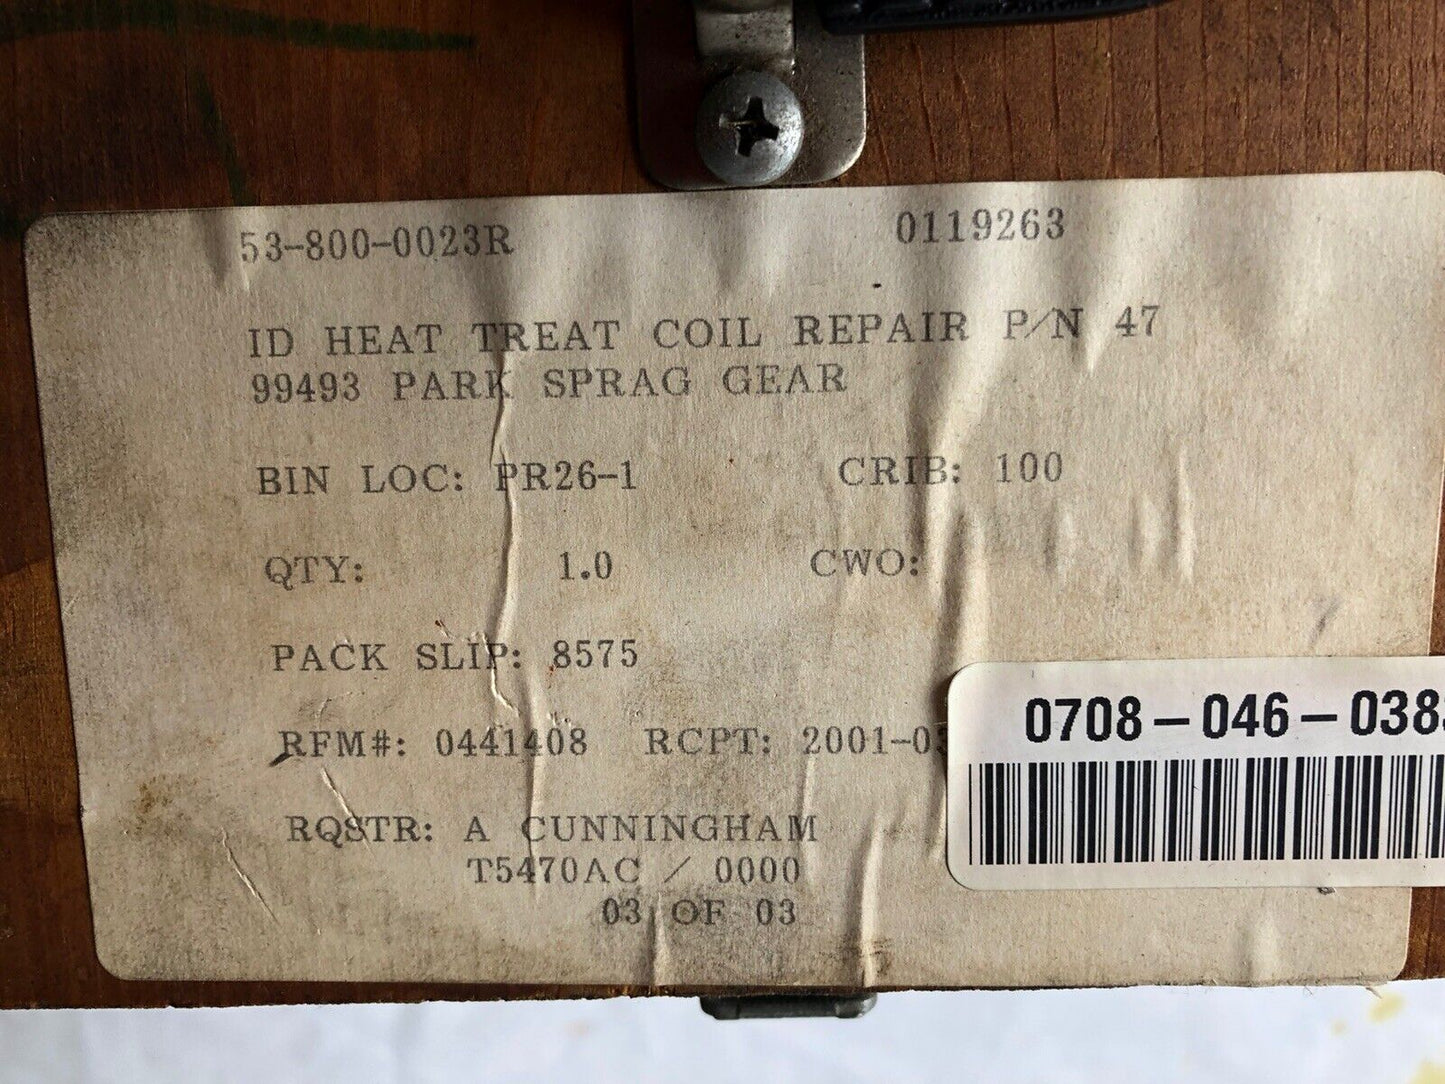 53-800-0023R 0119263
ID HEAT TREAT COIL REPAIR P/N 47
99493 PARK SPRAG GEAR
BIN LOC: PR26-1 CRIB: 100
QTY: 1.0 CWO:
PACK SLIP: 8575
RFM#: 0441408 RCPT: 2001-03
0708-046-038
RQSTR: A CUNNINGHAM
T5470AC / 0000
03 OF 03